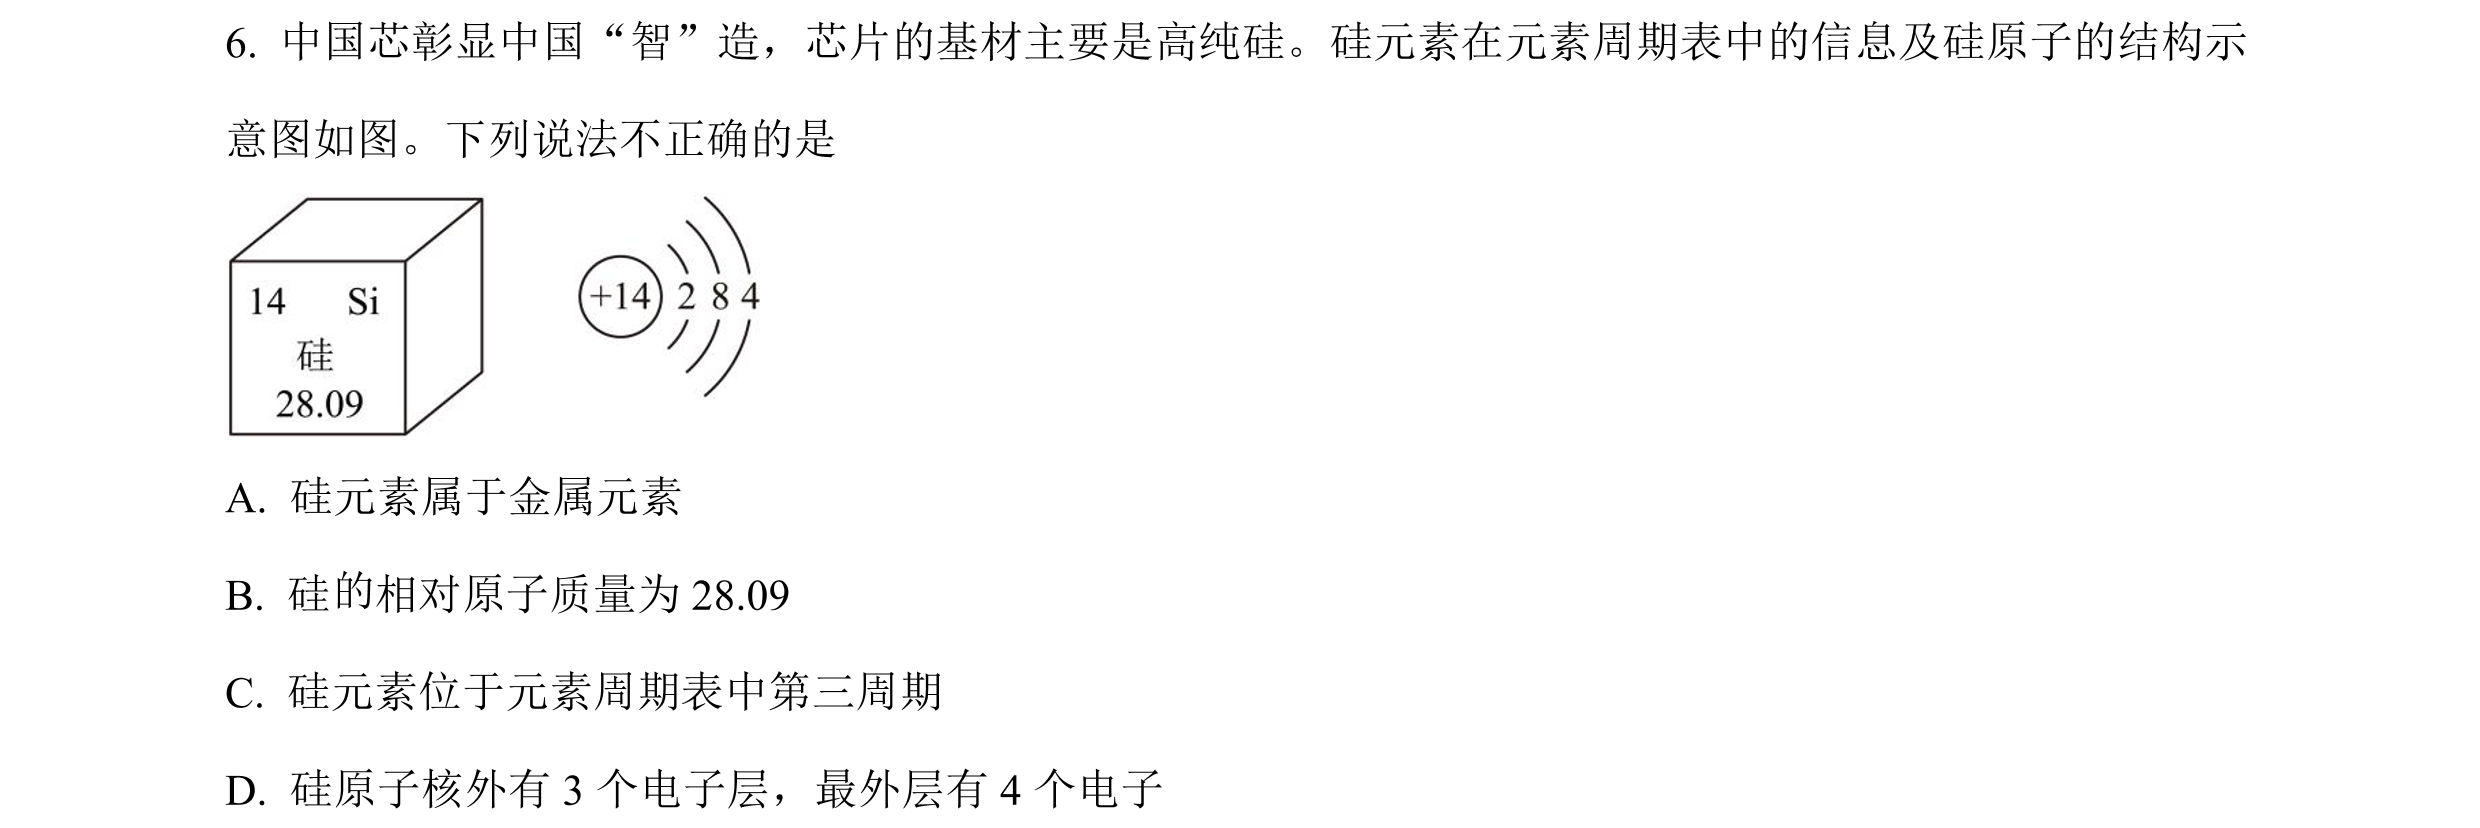 6. 中国芯彰显中国“智”造，芯片的基材主要是高纯硅。硅元素在元素周期表中的信息及硅原子的结构示
意图如图。下列说法不正确的是
14 Si
硅
28.09
+14 2 8 4
A. 硅元素属于金属元素
B. 硅的相对原子质量为 28.09
C. 硅元素位于元素周期表中第三周期
D. 硅原子核外有 3 个电子层，最外层有 4 个电子